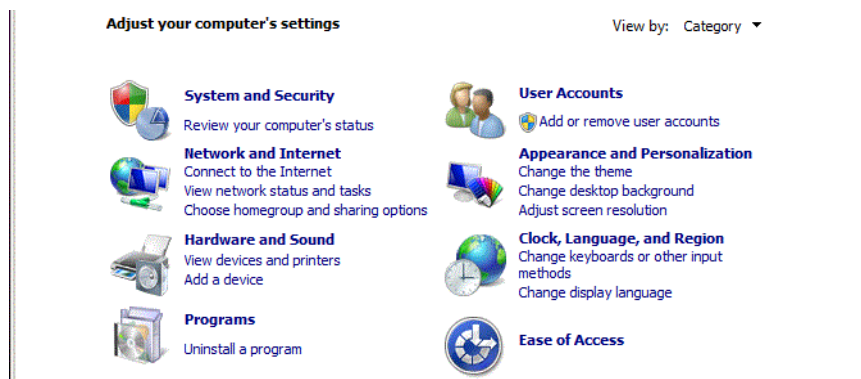 Adjust your computer's settings
View by: Category
System and Security
Review your computer's status
Network and Internet
Connect to the Internet
View network status and tasks
Choose homegroup and sharing options
Hardware and Sound
View devices and printers
Add a device
Programs
Uninstall a program
User Accounts
Add or remove user accounts
Appearance and Personalization
Change the theme
Change desktop background
Adjust screen resolution
Clock, Language, and Region
Change keyboards or other input
methods
Change display language
Ease of Access